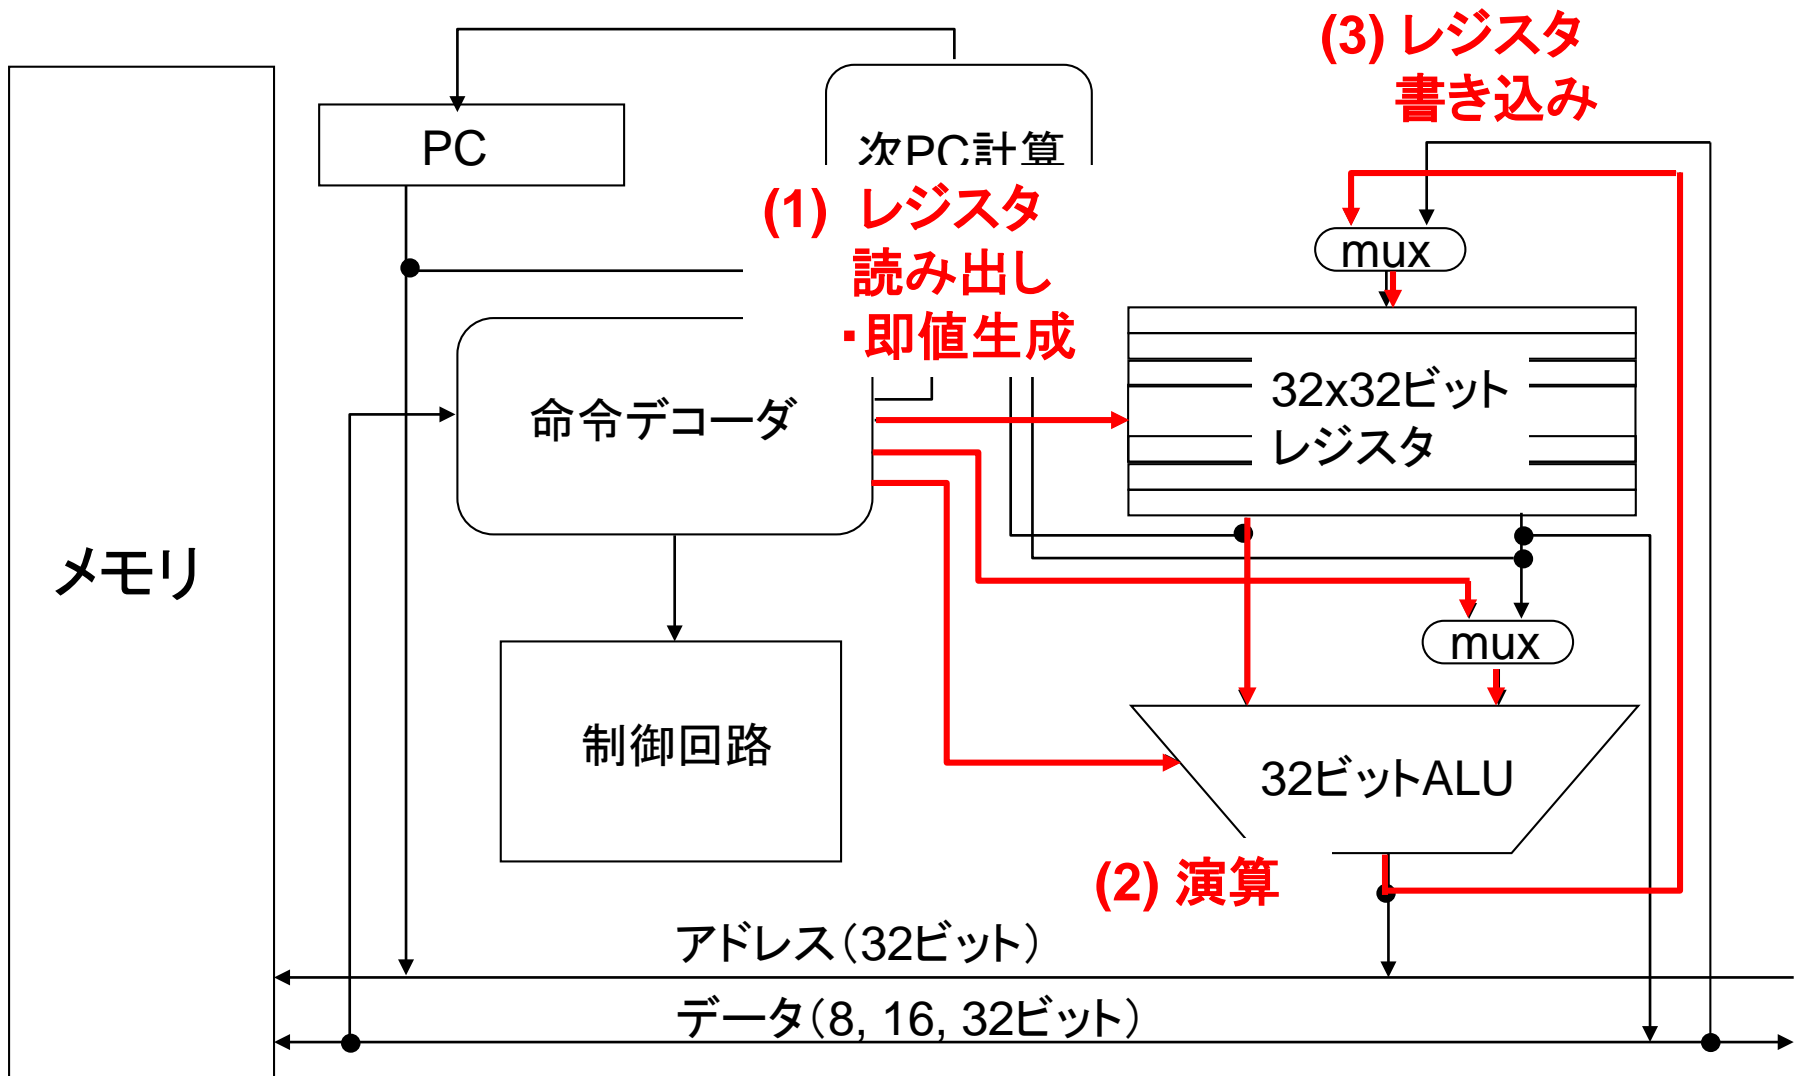 (3) レジスタ
書き込み
PC
次PC計算
(1) レジスタ
読み出し
・即値生成
mux
命令デコーダ
32x32ビット
レジスタ
メモリ
mux
制御回路
32ビットALU
(2) 演算
アドレス(32ビット)
データ(8, 16, 32ビット)